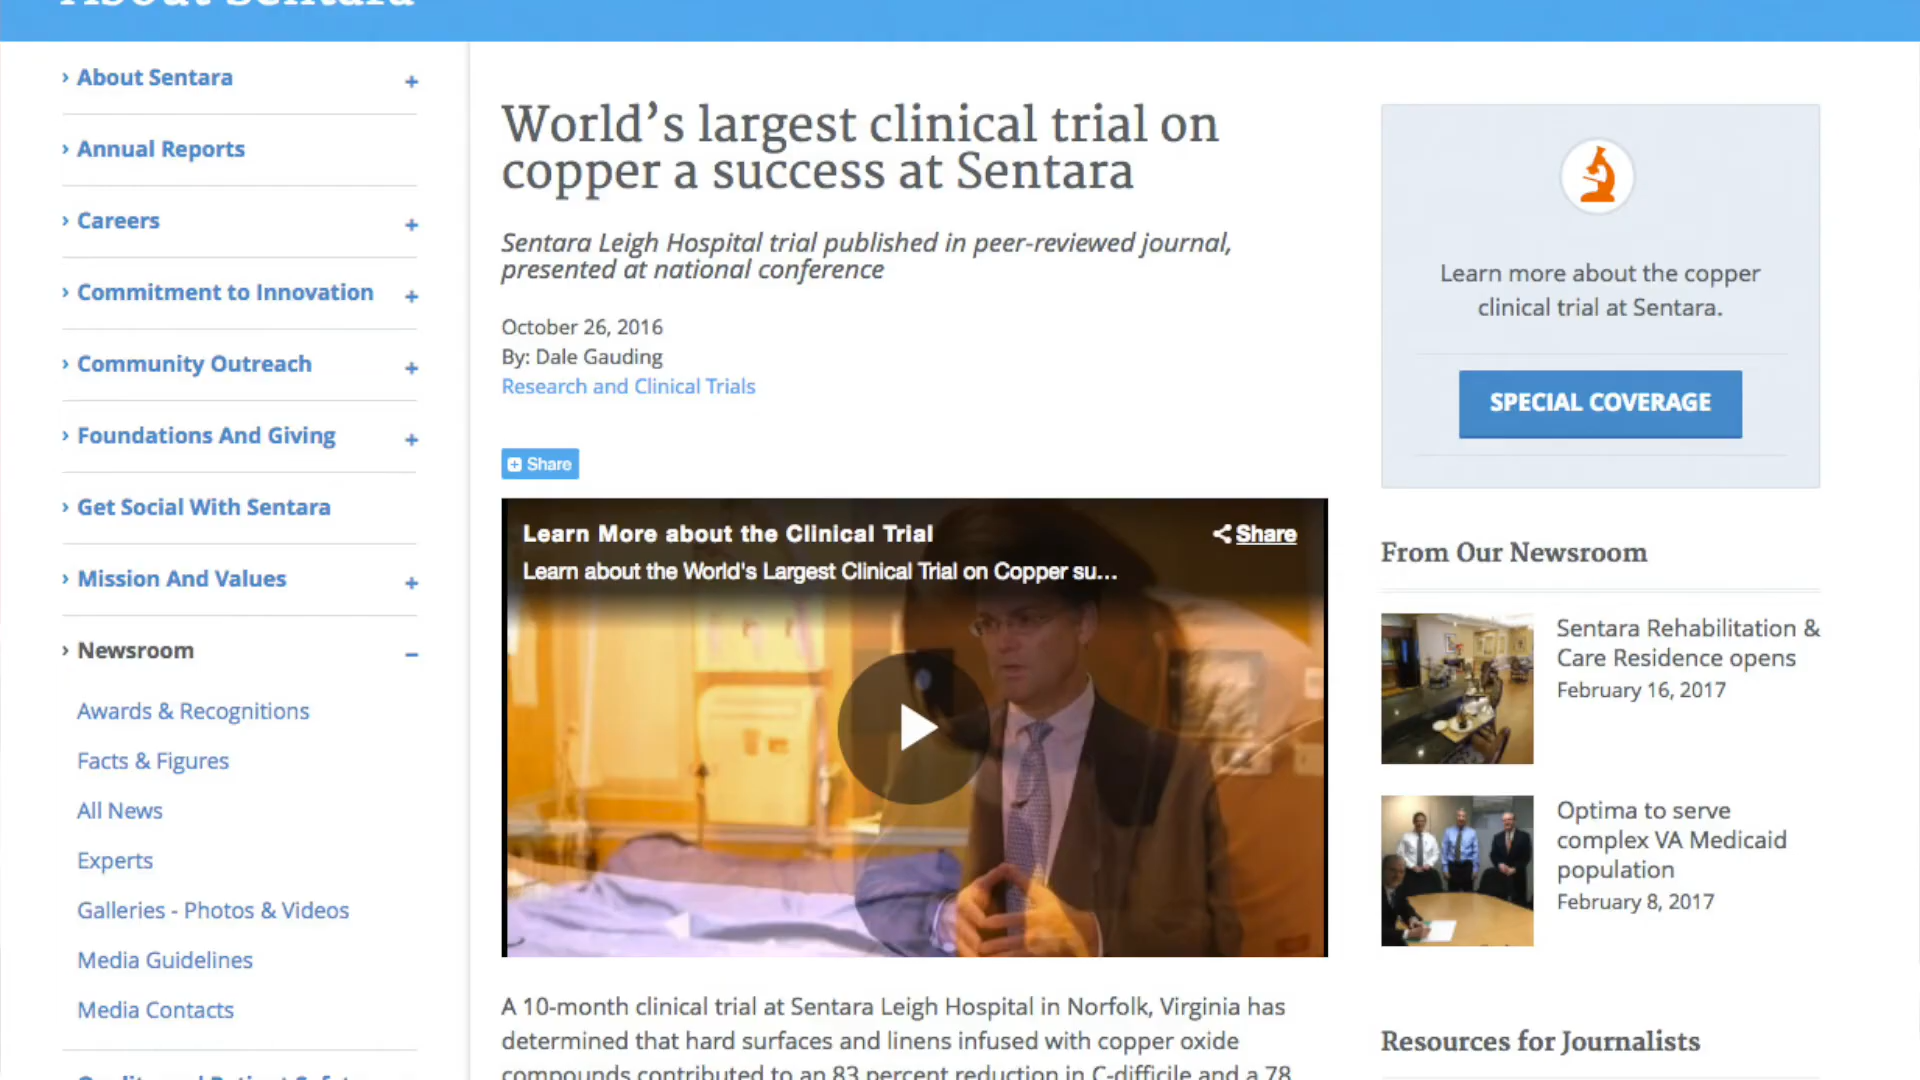 About Sentara
About Sentara
Annual Reports
Careers
Commitment to Innovation
Community Outreach
Foundations And Giving
Get Social With Sentara
Mission And Values
Newsroom
Awards & Recognitions
Facts & Figures
All News
Experts
Galleries - Photos & Videos
Media Guidelines
Media Contacts
World's largest clinical trial on
copper a success at Sentara
Sentara Leigh Hospital trial published in peer-reviewed journal,
presented at national conference
October 26, 2016
By: Dale Gauding
Research and Clinical Trials
Share
Learn More about the Clinical Trial
Share
Learn about the World's Largest Clinical Trial on Copper su...
A 10-month clinical trial at Sentara Leigh Hospital in Norfolk, Virginia has
determined that hard surfaces and linens infused with copper oxide
compounds contributed to an 83 percent reduction in C-difficile and a 78
Learn more about the copper
clinical trial at Sentara.
SPECIAL COVERAGE
From Our Newsroom
Sentara Rehabilitation &
Care Residence opens
February 16, 2017
Optima to serve
complex VA Medicaid
population
February 8, 2017
Resources for Journalists